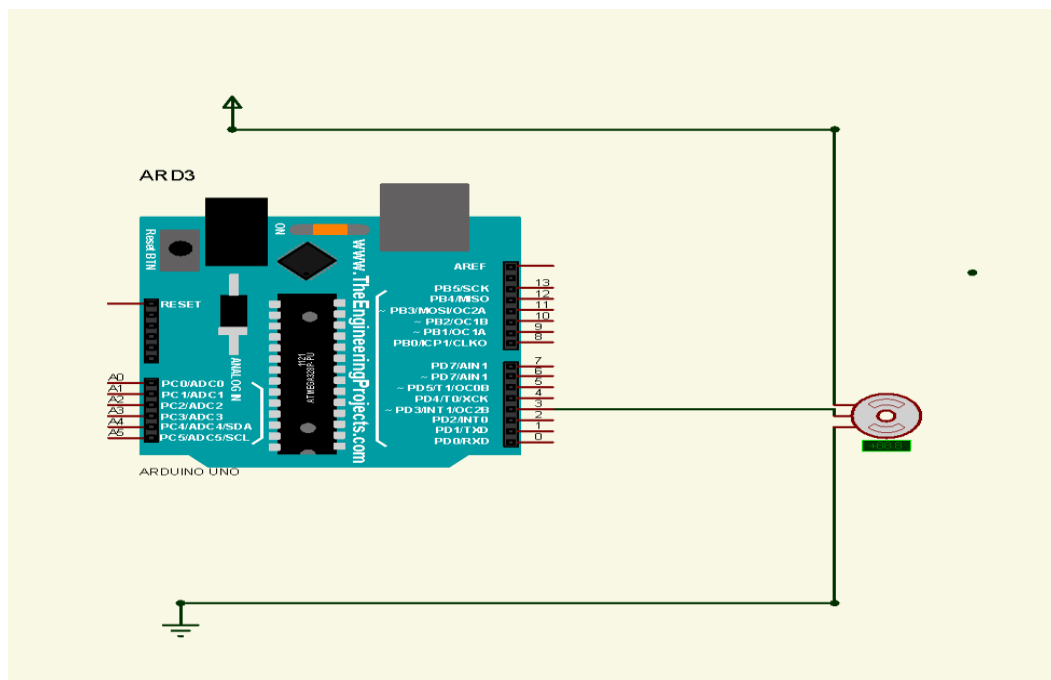 ARD3
ON
Reset BTN
www.TheEngineeringProjects.com
AREF
RESET
PB5/SCK
13
PB4/MISO
12
~ PB3/MOSI/OC2A
11
~ PB2/OC1B
10
~ PB1/OC1A
9
PB0/ICP1/CLKO
8
1121
ATMEGA328P-PU
ANALOG IN
PD7/AIN1
7
~ PD7/AIN1
6
~ PD5/T1/OC0B
5
PD4/T0/XCK
4
~ PD3/INT1/OC2B
3
PD2/INT0
2
PD1/TXD
1
PD0/RXD
0
A0
PC0/ADC0
A1
PC1/ADC1
A2
PC2/ADC2
A3
PC3/ADC3
A4
PC4/ADC4/SDA
A5
PC5/ADC5/SCL
ARDUINO UNO